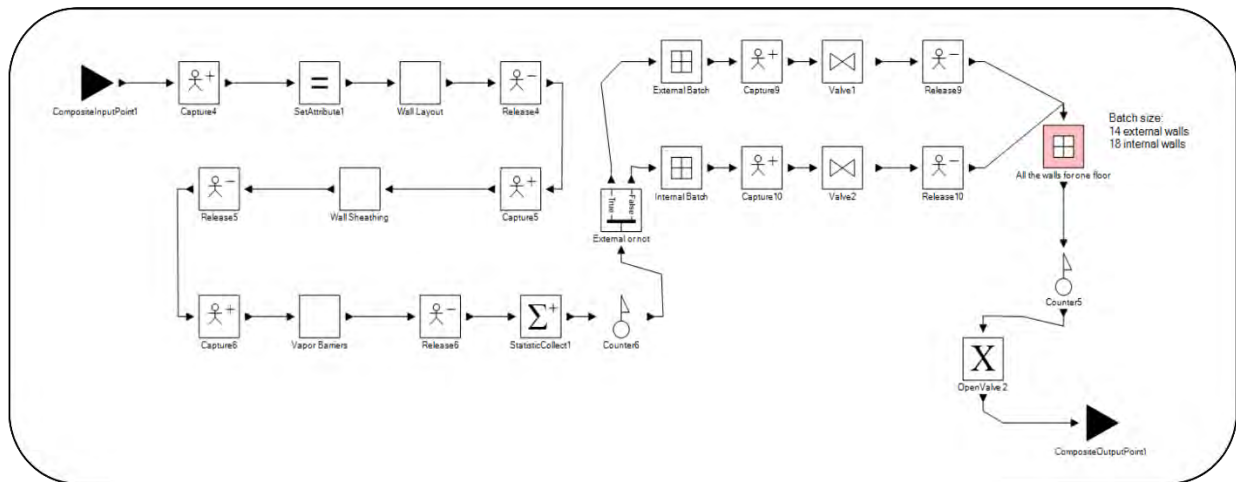 CompositeInputPoint1
Capture4
=
SetAttribute1
Wall Layout
Release4
External Batch
Capture9
Valve1
Release9
Batch size:
14 external walls
18 internal walls
All the walls for one floor
Release5
Wall Sheathing
Capture5
True
False
External or not
Internal Batch
Capture10
Valve2
Release10
Capture6
Vapor Barriers
Release6
Σ+
StatisticCollect1
Counter6
Counter5
X
OpenValve 2
CompositeOutputPoint1